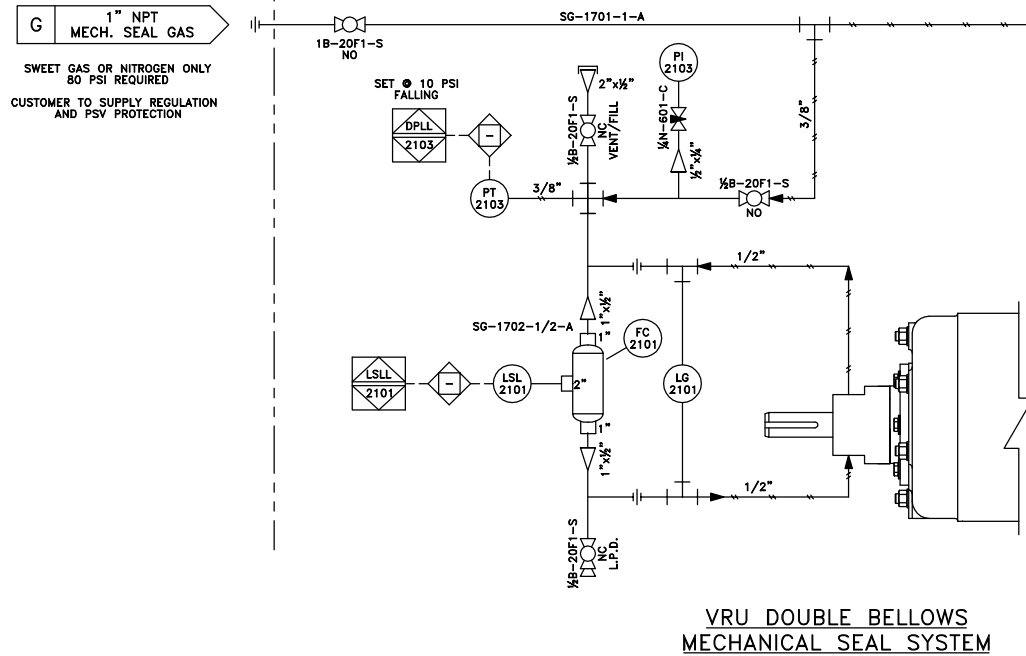 G
1" NPT
MECH. SEAL GAS
SWEET GAS OR NITROGEN ONLY
80 PSI REQUIRED
CUSTOMER TO SUPPLY REGULATION
AND PSV PROTECTION
1B-20F1-S
NO
SG-1701-1-A
SET @ 10 PSI
FALLING
DPLL
2103
-
PT
2103
3/8"
2"x½"
½B-20F1-S
NC
VENT/FILL
PI
2103
¼N-601-C
½"x¼"
½B-20F1-S
NO
3/8"
1/2"
1"x½"
SG-1702-1/2-A
1"
FC
2101
LSLL
2101
-
LSL
2101
2"
LG
2101
1"
1"x½"
1/2"
½B-20F1-S
NC
L.P.D.
VRU DOUBLE BELLOWS
MECHANICAL SEAL SYSTEM